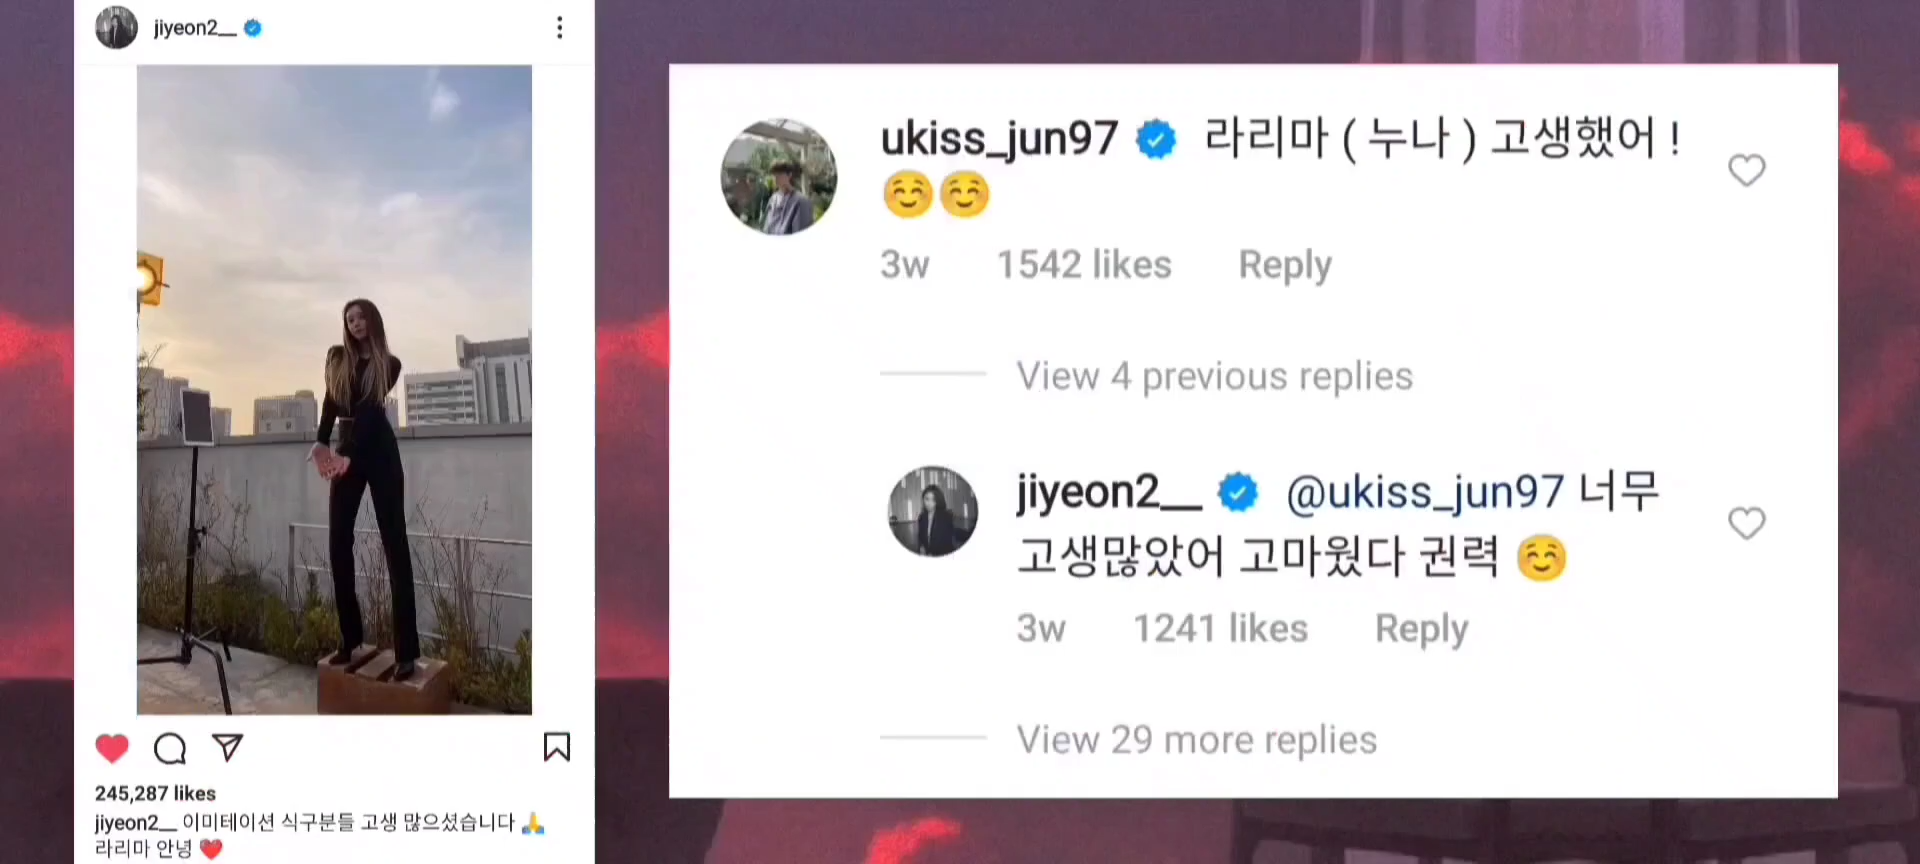 jiyeon2__
245,287 likes
jiyeon2__ 이미테이션 식구분들 고생 많으셨습니다 🙏
라리마 안녕 ❤️
ukiss_jun97 라리마 ( 누나 ) 고생했어 !
☺️☺️
3w 1542 likes Reply
View 4 previous replies
jiyeon2__ @ukiss_jun97 너무
고생많았어 고마웠다 권력 ☺️
3w 1241 likes Reply
View 29 more replies